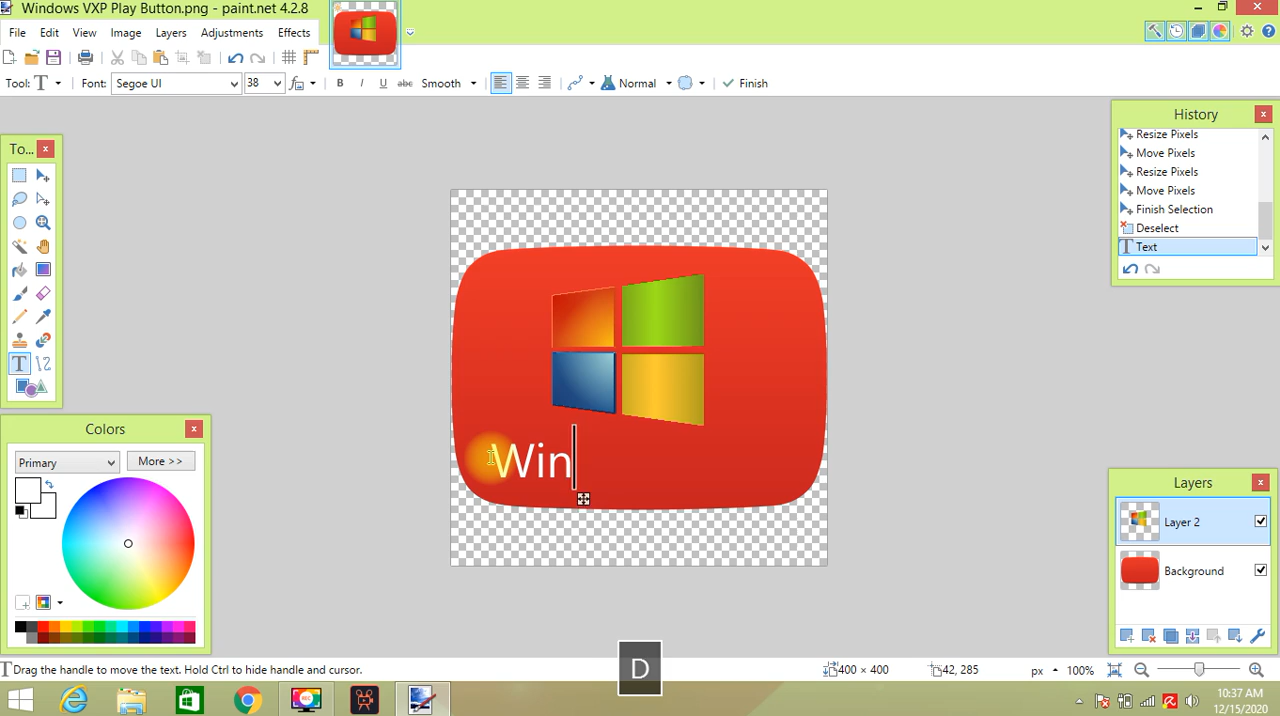 Windows VXP Play Button.png - paint.net 4.2.8
File Edit View Image Layers Adjustments Effects
Tool: T Font: Segoe UI 38 fx B I U abc Smooth Normal Finish
To...
History
Resize Pixels
Move Pixels
Resize Pixels
Move Pixels
Finish Selection
Deselect
Text
Win
Colors
Primary More >>
Layers
Layer 2
Background
D
Drag the handle to move the text. Hold Ctrl to hide handle and cursor. 400 × 400 42, 285 px 100%
REC
10:37 AM
12/15/2020